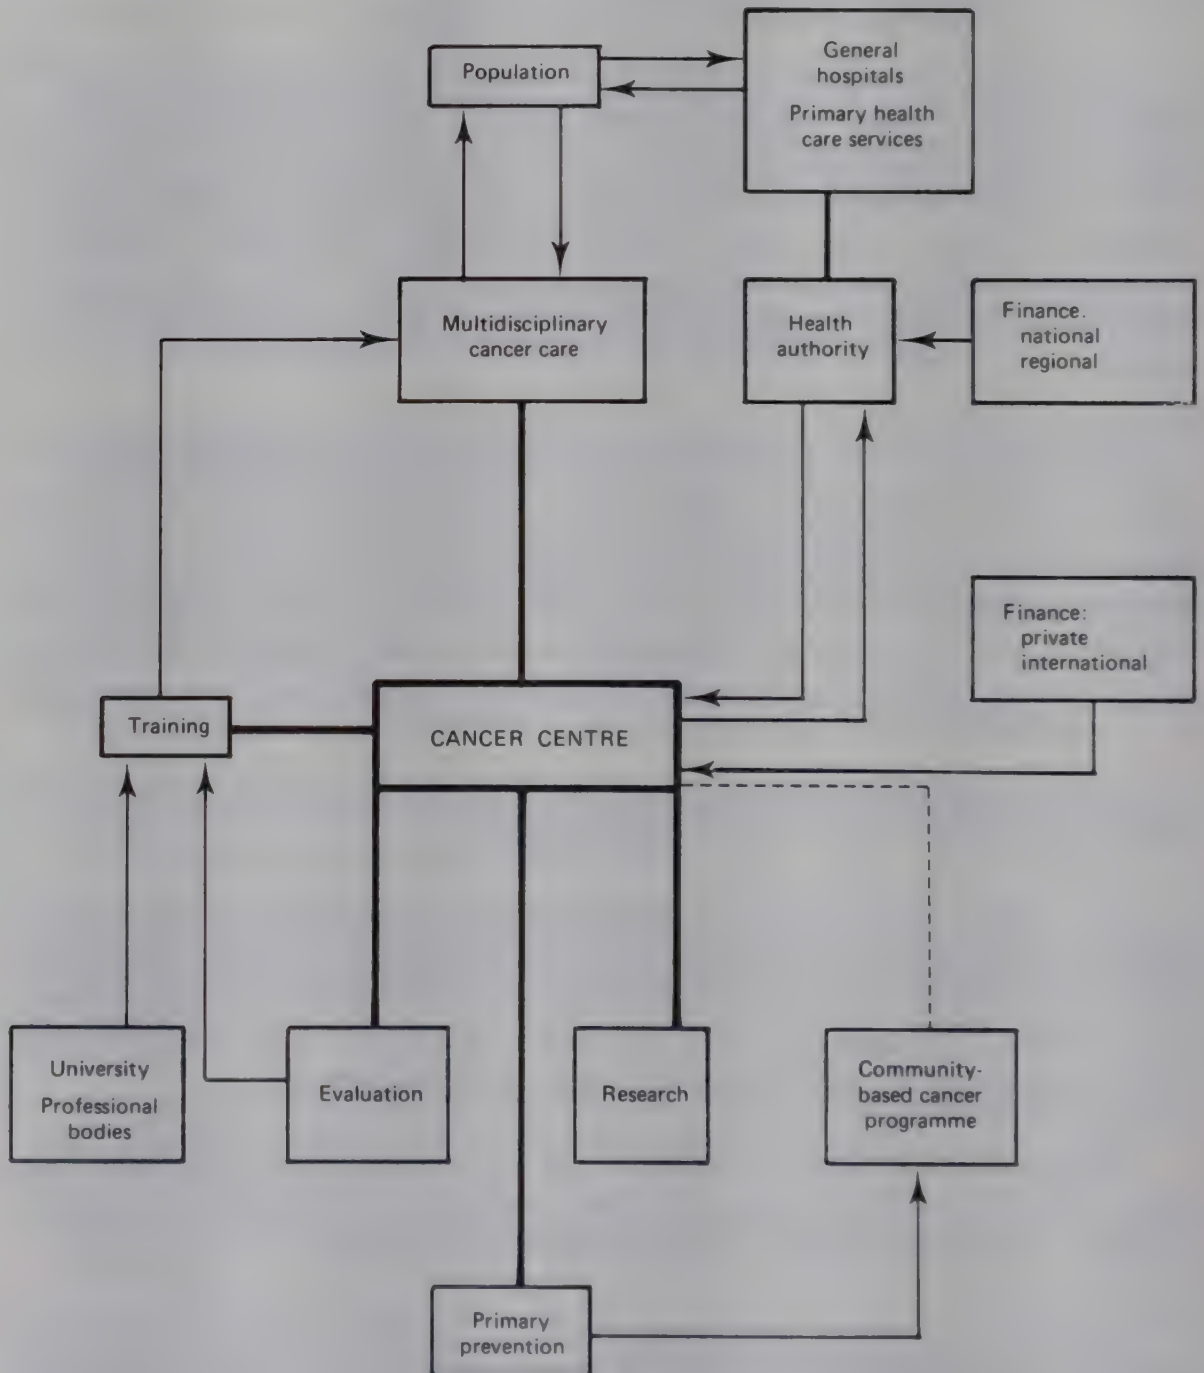 Population
General
hospitals
Primary health
care services
Multidisciplinary
cancer care
Health
authority
Finance.
national
regional
Finance:
private
international
Training
CANCER CENTRE
University
Professional
bodies
Evaluation
Research
Community-
based cancer
programme
Primary
prevention